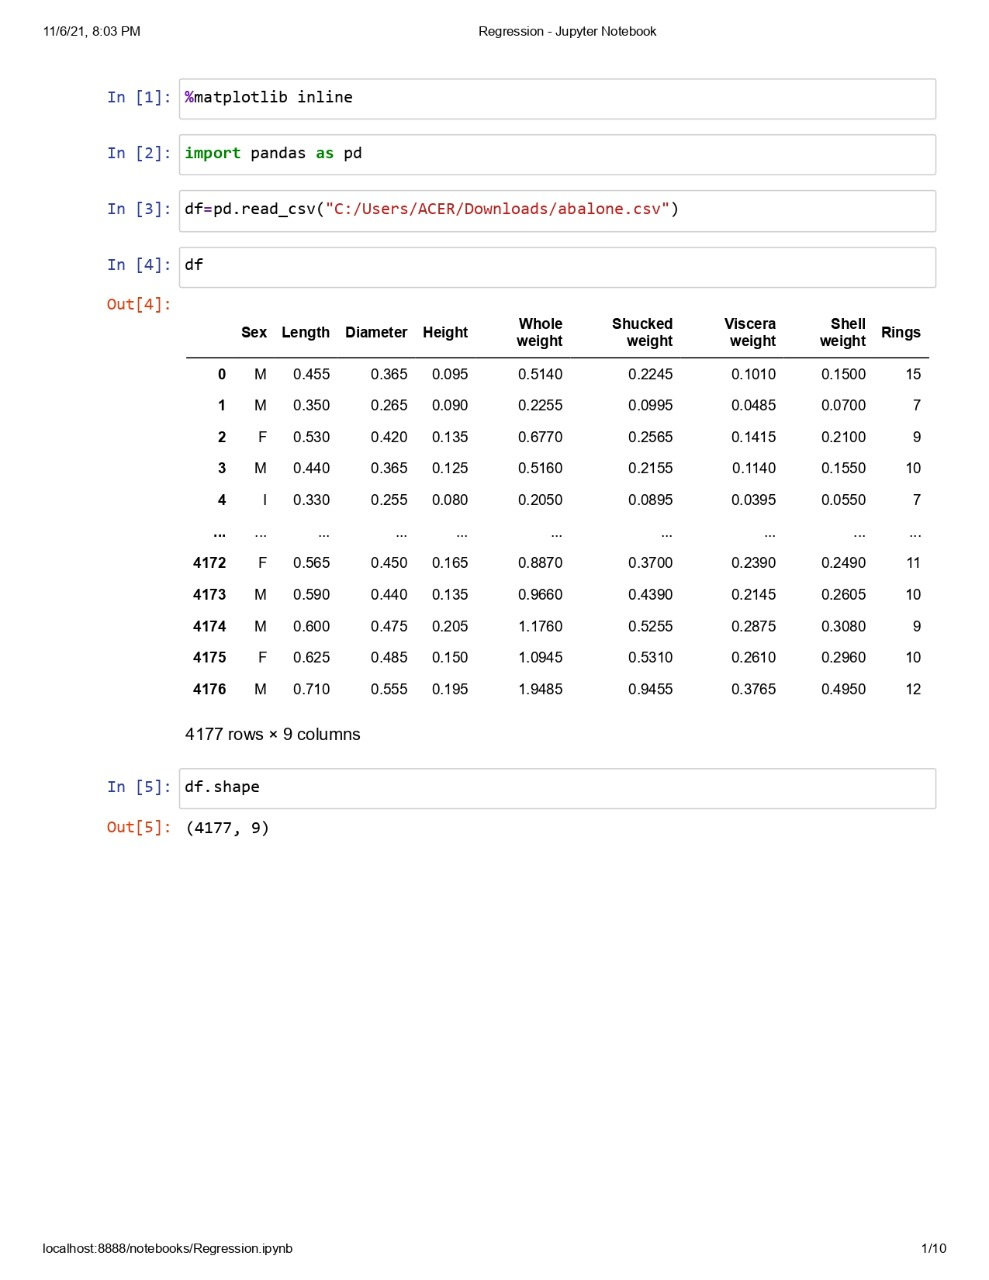 11/6/21, 8:03 PM Regression - Jupyter Notebook
In [1]: %matplotlib inline
In [2]: import pandas as pd
In [3]: df=pd.read_csv("C:/Users/ACER/Downloads/abalone.csv")
In [4]: df
Out[4]:
Sex Length Diameter Height Whole weight Shucked weight Viscera weight Shell weight Rings
0 M 0.455 0.365 0.095 0.5140 0.2245 0.1010 0.1500 15
1 M 0.350 0.265 0.090 0.2255 0.0995 0.0485 0.0700 7
2 F 0.530 0.420 0.135 0.6770 0.2565 0.1415 0.2100 9
3 M 0.440 0.365 0.125 0.5160 0.2155 0.1140 0.1550 10
4 I 0.330 0.255 0.080 0.2050 0.0895 0.0395 0.0550 7
... ... ... ... ... ... ... ... ... ...
4172 F 0.565 0.450 0.165 0.8870 0.3700 0.2390 0.2490 11
4173 M 0.590 0.440 0.135 0.9660 0.4390 0.2145 0.2605 10
4174 M 0.600 0.475 0.205 1.1760 0.5255 0.2875 0.3080 9
4175 F 0.625 0.485 0.150 1.0945 0.5310 0.2610 0.2960 10
4176 M 0.710 0.555 0.195 1.9485 0.9455 0.3765 0.4950 12
4177 rows × 9 columns
In [5]: df.shape
Out[5]: (4177, 9)
localhost:8888/notebooks/Regression.ipynb 1/10